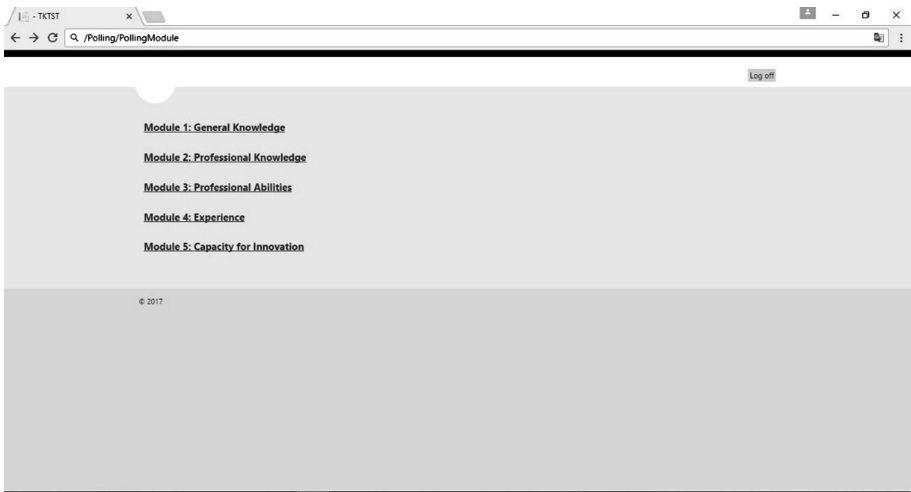 - TKTST
/Polling/PollingModule
Log off
Module 1: General Knowledge
Module 2: Professional Knowledge
Module 3: Professional Abilities
Module 4: Experience
Module 5: Capacity for Innovation
© 2017